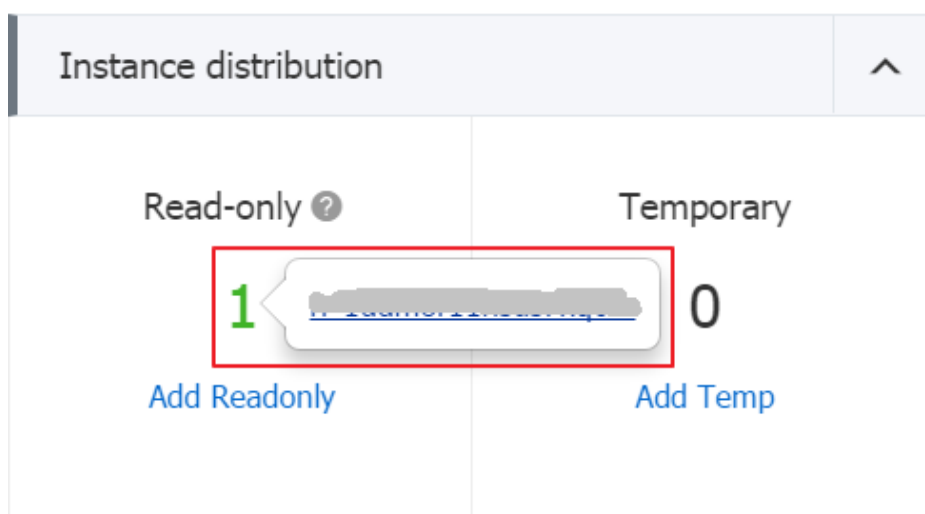 Instance distribution
Read-only ?
Temporary
1
0
Add Readonly
Add Temp